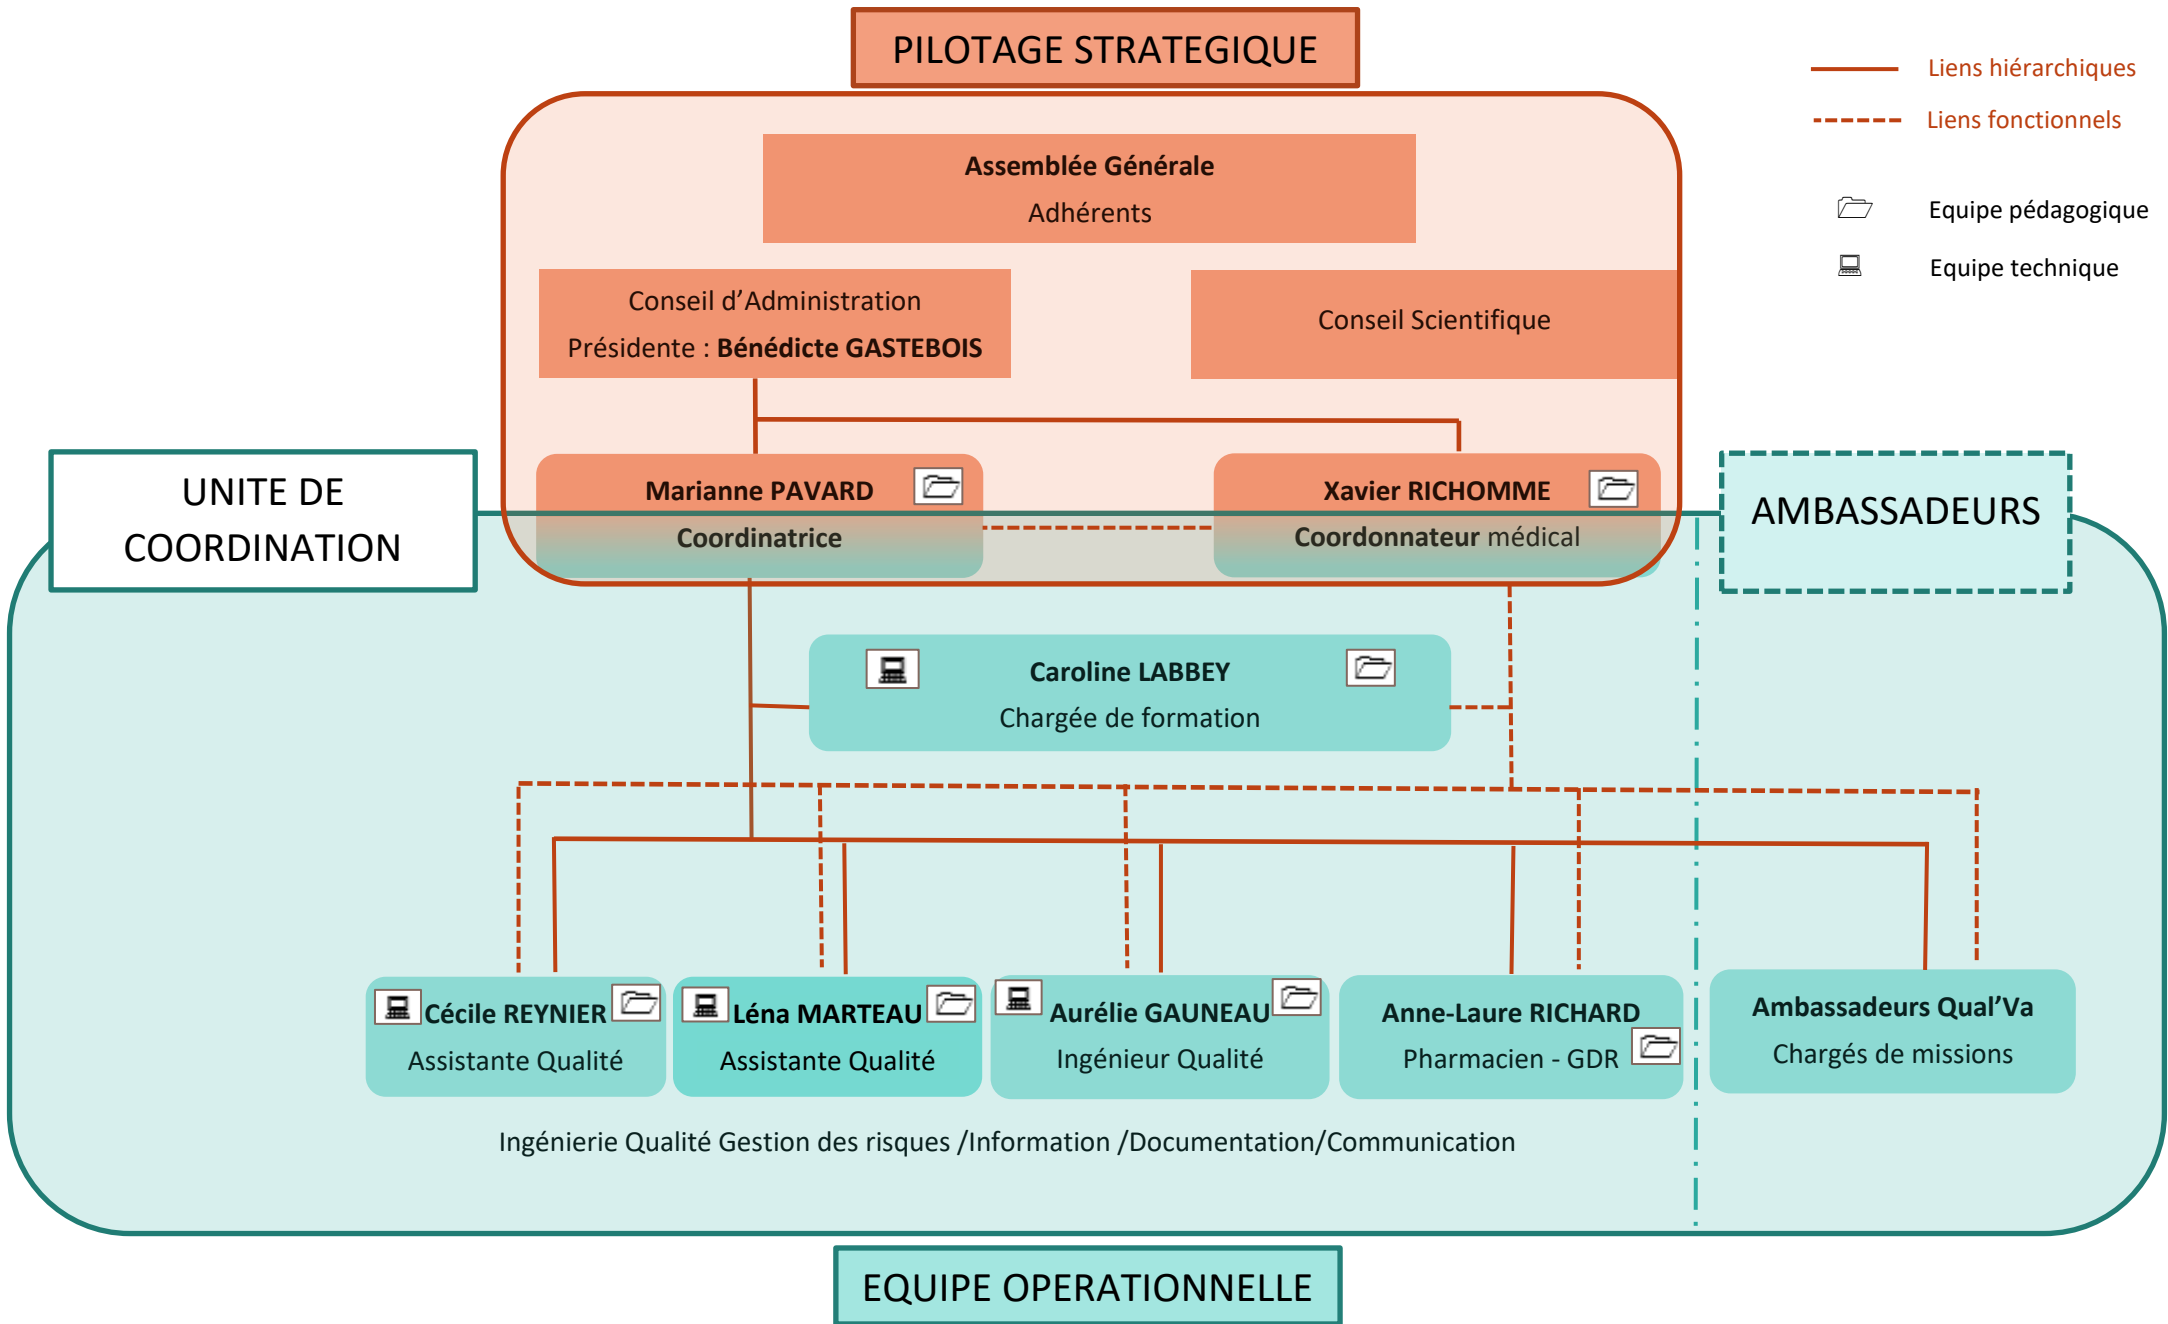 PILOTAGE STRATEGIQUE
Liens hiérarchiques
Liens fonctionnels
Equipe pédagogique
Equipe technique
Assemblée Générale
Adhérents
Conseil d’Administration
Présidente : Bénédicte GASTEBOIS
Conseil Scientifique
UNITE DE
COORDINATION
Marianne PAVARD
Coordinatrice
Xavier RICHOMME
Coordonnateur médical
AMBASSADEURS
Caroline LABBEY
Chargée de formation
Cécile REYNIER
Assistante Qualité
Léna MARTEAU
Assistante Qualité
Aurélie GAUNEAU
Ingénieur Qualité
Anne-Laure RICHARD
Pharmacien - GDR
Ambassadeurs Qual’Va
Chargés de missions
Ingénierie Qualité Gestion des risques /Information /Documentation/Communication
EQUIPE OPERATIONNELLE